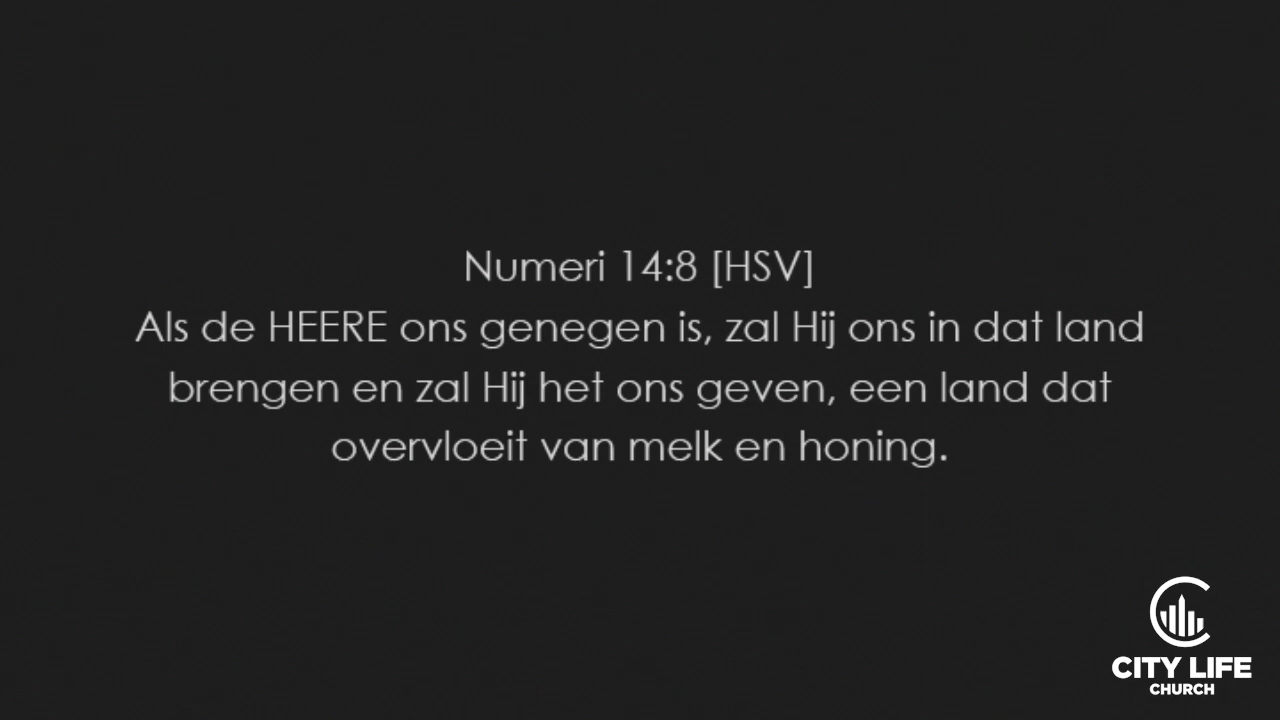 Numeri 14:8 [HSV]
Als de HEERE ons genegen is, zal Hij ons in dat land
brengen en zal Hij het ons geven, een land dat
overvloeit van melk en honing.
CITY LIFE
CHURCH